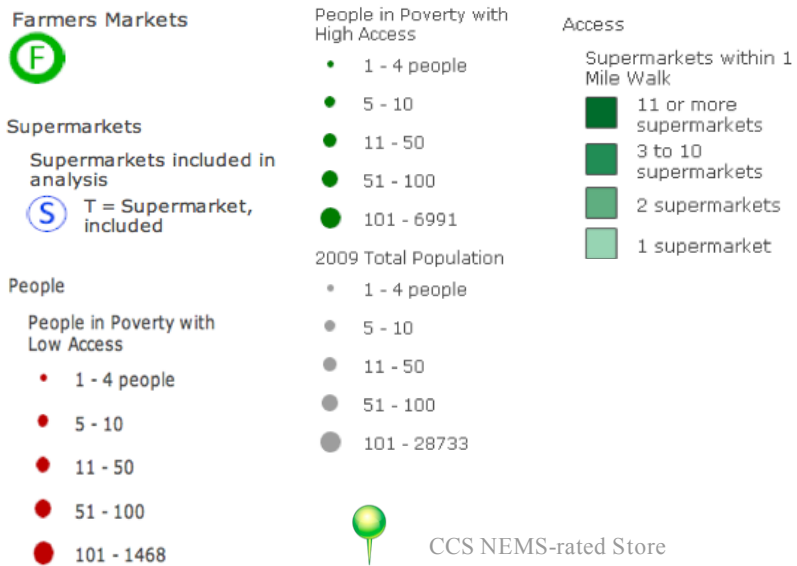 Farmers Markets
F
Supermarkets
Supermarkets included in
analysis
S
T = Supermarket,
included
People
People in Poverty with
Low Access
1 - 4 people
5 - 10
11 - 50
51 - 100
101 - 1468
People in Poverty with
High Access
1 - 4 people
5 - 10
11 - 50
51 - 100
101 - 6991
2009 Total Population
1 - 4 people
5 - 10
11 - 50
51 - 100
101 - 28733
CCS NEMS-rated Store
Access
Supermarkets within 1
Mile Walk
11 or more
supermarkets
3 to 10
supermarkets
2 supermarkets
1 supermarket